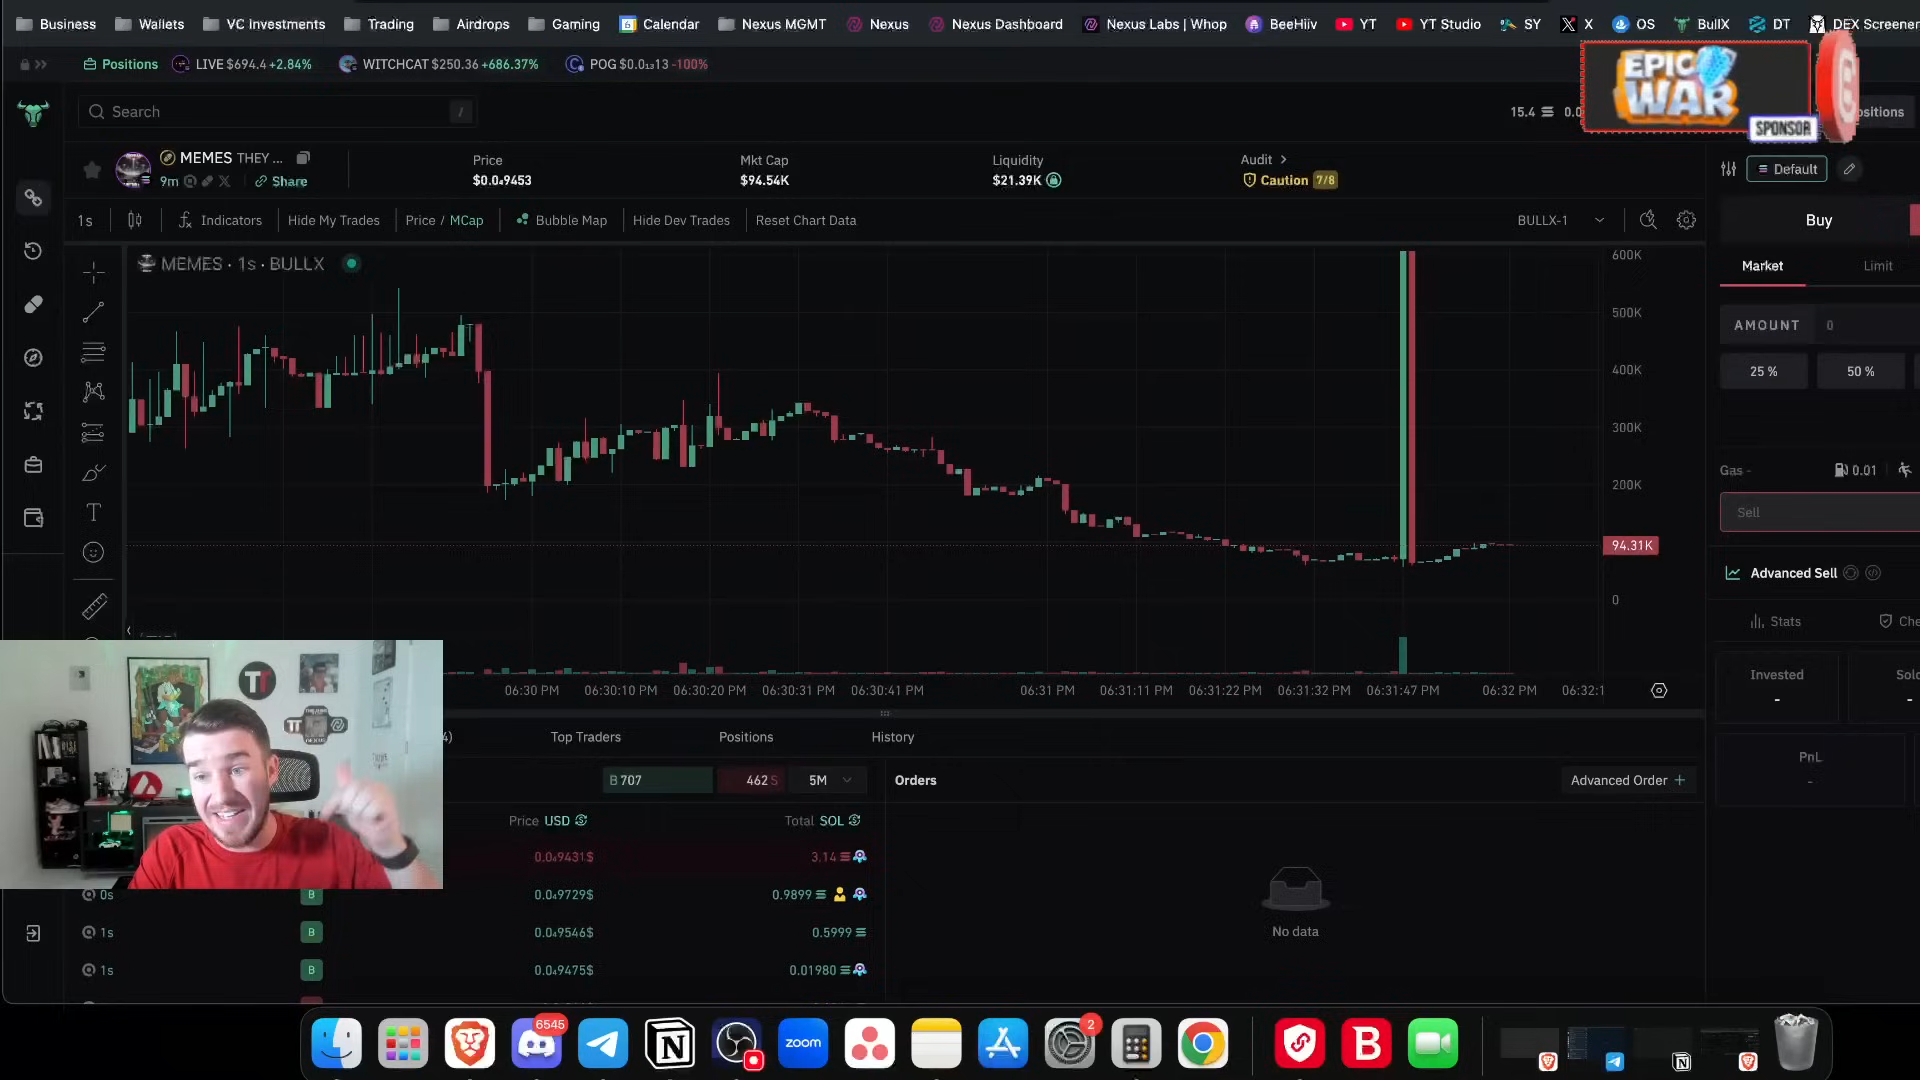 Business Wallets VC Investments Trading Airdrops Gaming Calendar Nexus MGMT Nexus Nexus Dashboard Nexus Labs | Whop BeeHiiv YT YT Studio SY X OS BullX DT DEX Screener
Positions LIVE $694.4 +2.84% WITCHCAT $250.36 +686.37% POG $0.0₁₃13 -100%
EPIC WAR
SPONSOR
Search /
15.4
MEMES THEY ...
9m Share
Price
$0.0₄9453
Mkt Cap
$94.54K
Liquidity
$21.39K
Audit >
Caution 7/8
Default
1s Indicators Hide My Trades Price / MCap Bubble Map Hide Dev Trades Reset Chart Data BULLX-1
Buy
MEMES · 1s · BULLX
Market Limit
AMOUNT 0
25 % 50 %
Gas - 0.01
Sell
Advanced Sell
Stats
Invested
-
PnL
-
600K
500K
400K
300K
200K
94.31K
0
06:30 PM 06:30:10 PM 06:30:20 PM 06:30:31 PM 06:30:41 PM 06:31 PM 06:31:11 PM 06:31:22 PM 06:31:32 PM 06:31:47 PM 06:32 PM 06:32:1
Top Traders Positions History
B 707 462 S 5M
Orders Advanced Order +
Price USD Total SOL
0.0₄9431$ 3.14
0s B 0.0₄9729$ 0.9899
1s B 0.0₄9546$ 0.5999
1s B 0.0₄9475$ 0.01980
No data
TT
6545
zoom
2
B